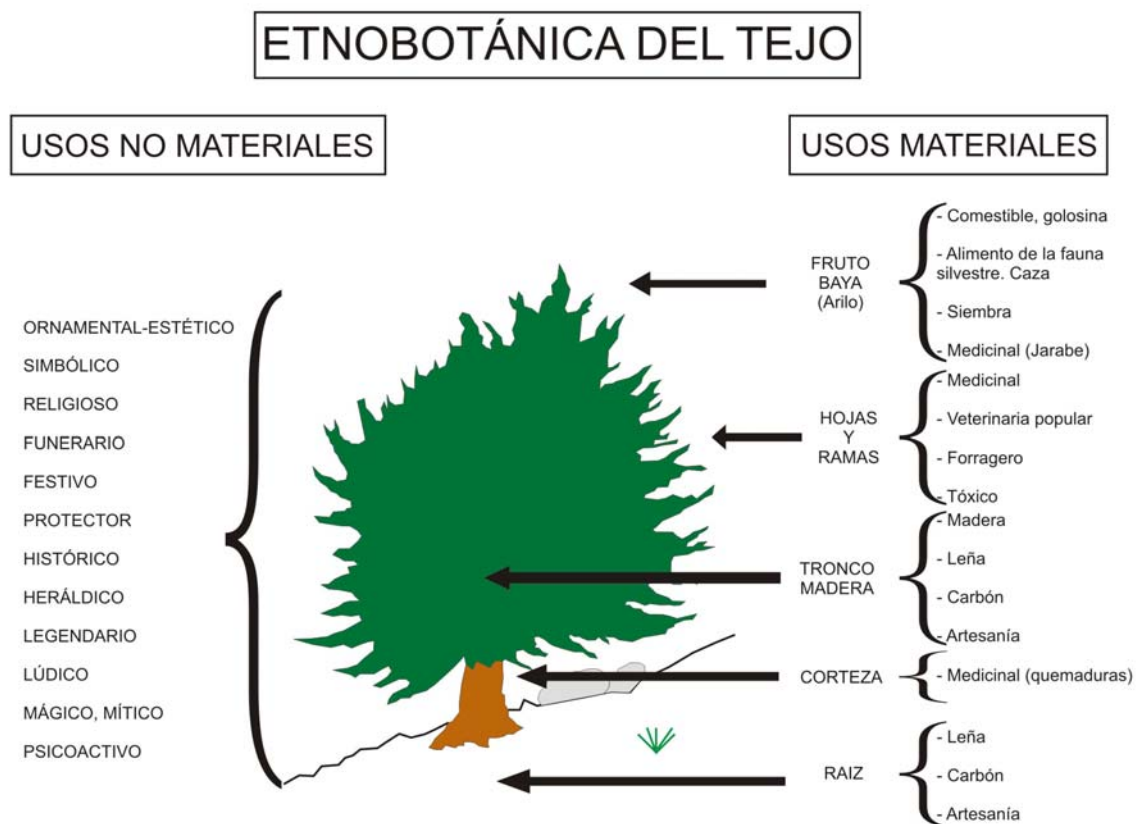 ETNOBOTÁNICA DEL TEJO
USOS NO MATERIALES
ORNAMENTAL-ESTÉTICO
SIMBÓLICO
RELIGIOSO
FUNERARIO
FESTIVO
PROTECTOR
HISTÓRICO
HERÁLDICO
LEGENDARIO
LÚDICO
MÁGICO, MÍTICO
PSICOACTIVO
USOS MATERIALES
FRUTO
BAYA
(Arilo)
- Comestible, golosina
- Alimento de la fauna
silvestre. Caza
- Siembra
- Medicinal (Jarabe)
HOJAS
Y
RAMAS
- Medicinal
- Veterinaria popular
- Forragero
- Tóxico
TRONCO
MADERA
- Madera
- Leña
- Carbón
- Artesanía
CORTEZA
- Medicinal (quemaduras)
RAIZ
- Leña
- Carbón
- Artesanía